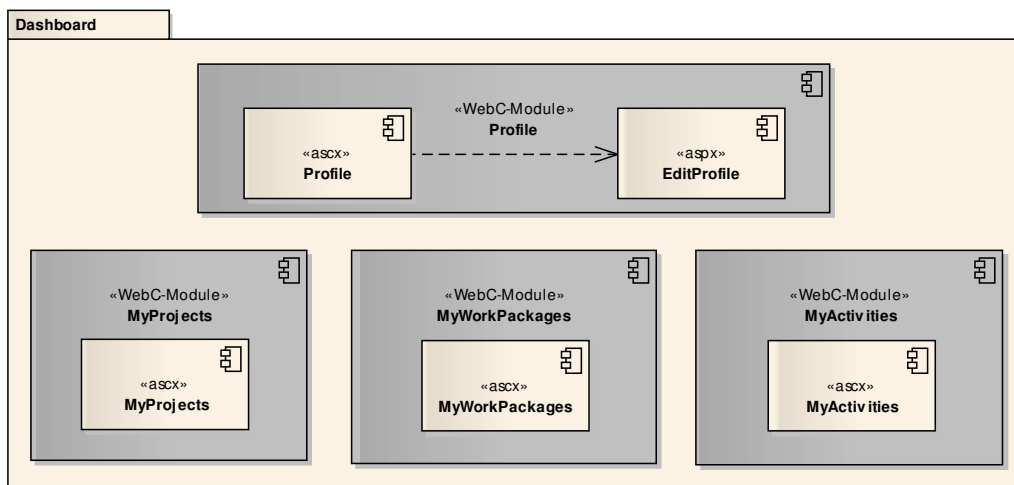 Dashboard
«WebC-Module»
Profile
«ascx»
Profile
«aspx»
EditProfile
«WebC-Module»
MyProjects
«ascx»
MyProjects
«WebC-Module»
MyWorkPackages
«ascx»
MyWorkPackages
«WebC-Module»
MyActivities
«ascx»
MyActivities